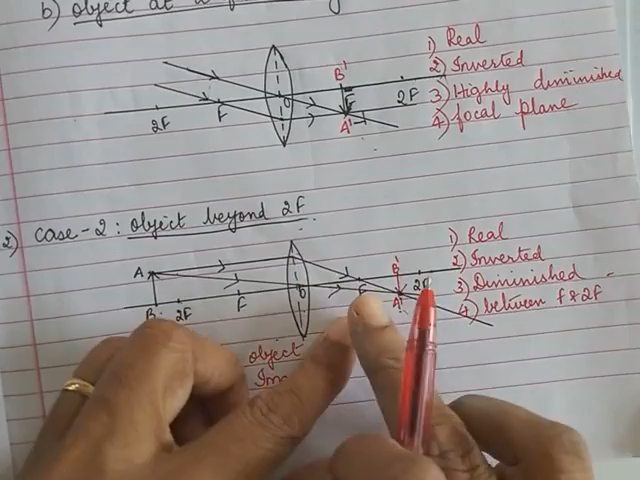 b) object at a
1) Real
2) Inverted
3) Highly diminished
4) focal plane
B'
2F F O F 2F
A'
2) Case-2: object beyond 2F
1) Real
2) Inverted
3) Diminished
4) between F & 2F
A B'
B 2F F O F 2F
A'
object